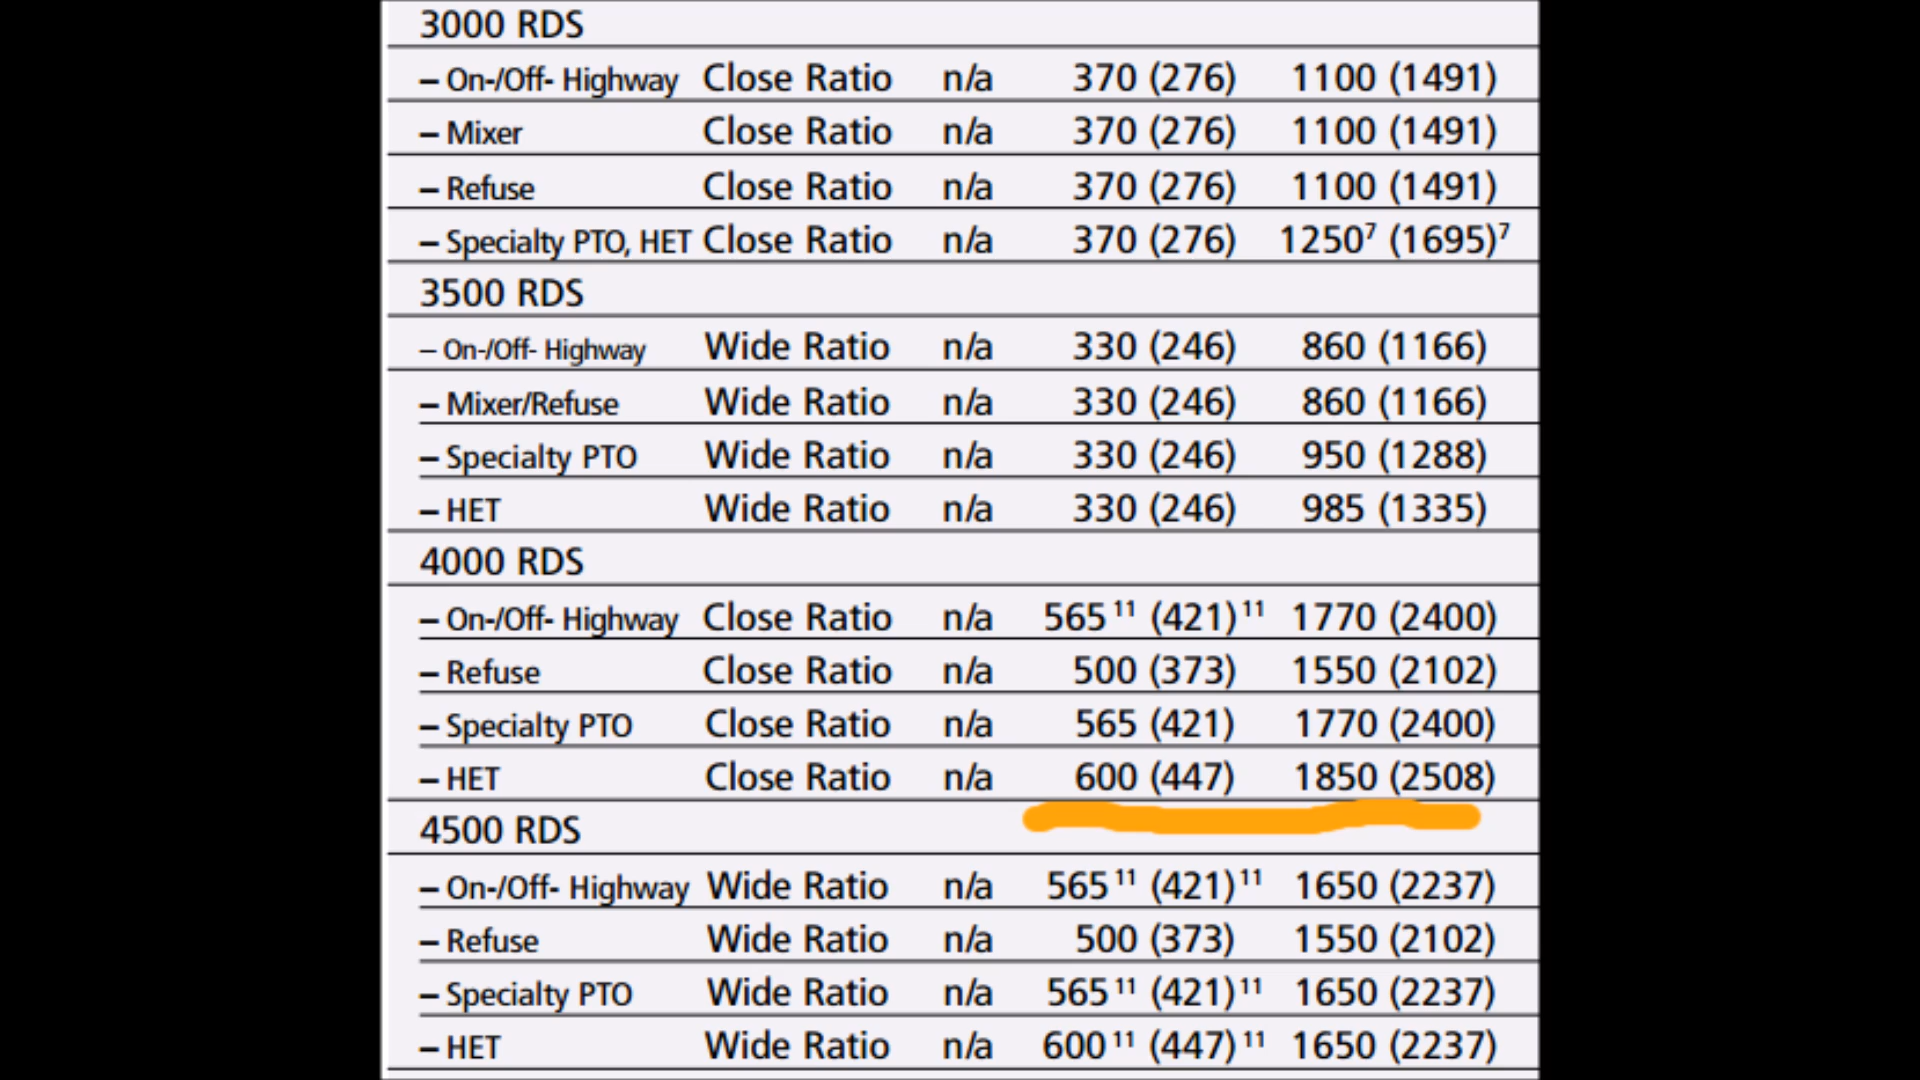 3000 RDS
– On-/Off- Highway Close Ratio n/a 370 (276) 1100 (1491)
– Mixer Close Ratio n/a 370 (276) 1100 (1491)
– Refuse Close Ratio n/a 370 (276) 1100 (1491)
– Specialty PTO, HET Close Ratio n/a 370 (276) 1250⁷ (1695)⁷
3500 RDS
– On-/Off- Highway Wide Ratio n/a 330 (246) 860 (1166)
– Mixer/Refuse Wide Ratio n/a 330 (246) 860 (1166)
– Specialty PTO Wide Ratio n/a 330 (246) 950 (1288)
– HET Wide Ratio n/a 330 (246) 985 (1335)
4000 RDS
– On-/Off- Highway Close Ratio n/a 565¹¹ (421)¹¹ 1770 (2400)
– Refuse Close Ratio n/a 500 (373) 1550 (2102)
– Specialty PTO Close Ratio n/a 565 (421) 1770 (2400)
– HET Close Ratio n/a 600 (447) 1850 (2508)
4500 RDS
– On-/Off- Highway Wide Ratio n/a 565¹¹ (421)¹¹ 1650 (2237)
– Refuse Wide Ratio n/a 500 (373) 1550 (2102)
– Specialty PTO Wide Ratio n/a 565¹¹ (421)¹¹ 1650 (2237)
– HET Wide Ratio n/a 600¹¹ (447)¹¹ 1650 (2237)